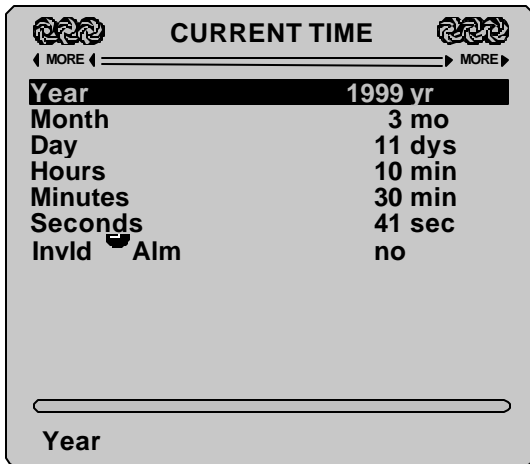 CURRENT TIME
MORE MORE
Year 1999 yr
Month 3 mo
Day 11 dys
Hours 10 min
Minutes 30 min
Seconds 41 sec
Invld Alm no
Year